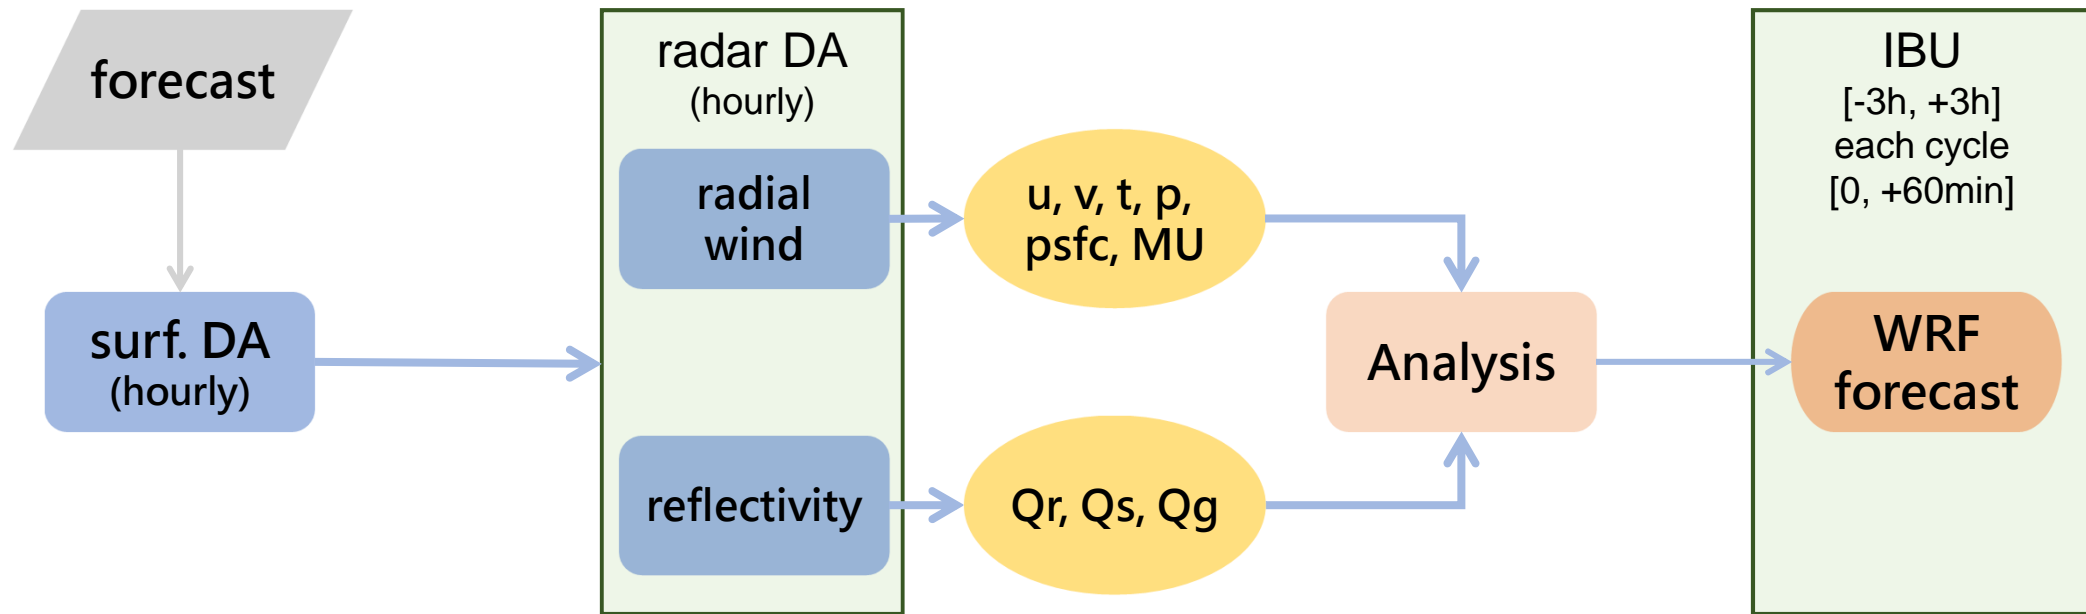 forecast
surf. DA
(hourly)
radar DA
(hourly)
radial
wind
reflectivity
u, v, t, p,
psfc, MU
Qr, Qs, Qg
Analysis
IBU
[-3h, +3h]
each cycle
[0, +60min]
WRF
forecast